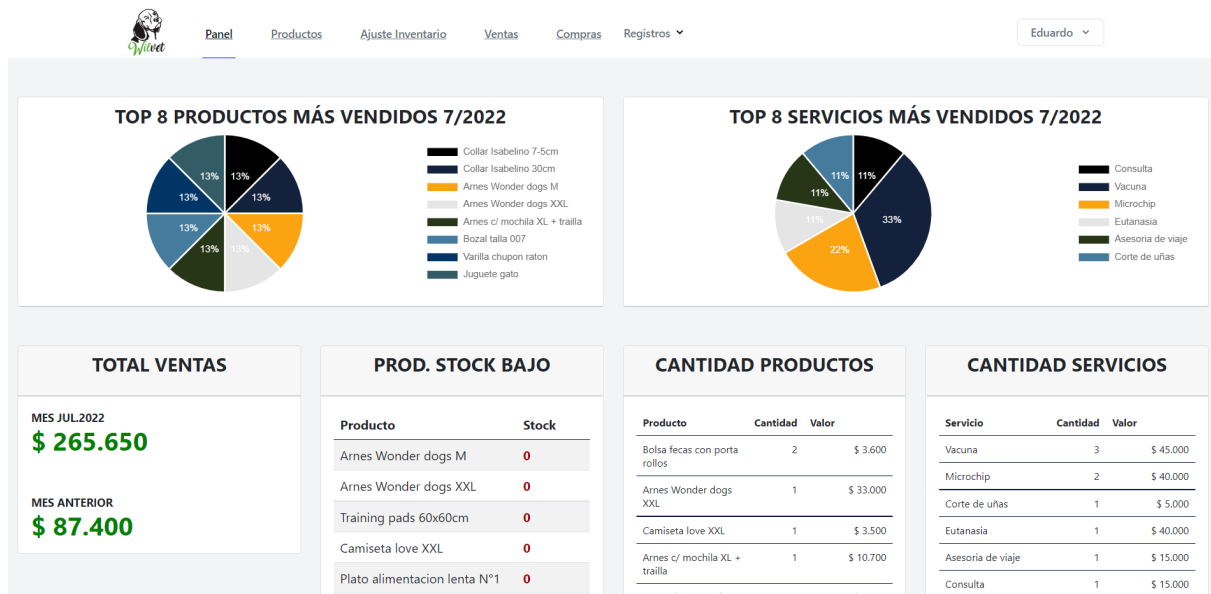 Wilvet
Panel
Productos
Ajuste Inventario
Ventas
Compras
Registros
Eduardo
TOP 8 PRODUCTOS MÁS VENDIDOS 7/2022
13%
13%
13%
13%
13%
13%
13%
13%
Collar Isabelino 7-5cm
Collar Isabelino 30cm
Arnes Wonder dogs M
Arnes Wonder dogs XXL
Arnes c/ mochila XL + trailla
Bozal talla 007
Varilla chupon raton
Juguete gato
TOP 8 SERVICIOS MÁS VENDIDOS 7/2022
11%
33%
22%
11%
11%
11%
Consulta
Vacuna
Microchip
Eutanasia
Asesoria de viaje
Corte de uñas
TOTAL VENTAS
MES JUL.2022
$ 265.650
MES ANTERIOR
$ 87.400
PROD. STOCK BAJO
Producto Stock
Arnes Wonder dogs M 0
Arnes Wonder dogs XXL 0
Training pads 60x60cm 0
Camiseta love XXL 0
Plato alimentacion lenta N°1 0
CANTIDAD PRODUCTOS
Producto Cantidad Valor
Bolsa fecas con porta 2 $ 3.600
rollos
Arnes Wonder dogs 1 $ 33.000
XXL
Camiseta love XXL 1 $ 3.500
Arnes c/ mochila XL + 1 $ 10.700
trailla
CANTIDAD SERVICIOS
Servicio Cantidad Valor
Vacuna 3 $ 45.000
Microchip 2 $ 40.000
Corte de uñas 1 $ 5.000
Eutanasia 1 $ 40.000
Asesoria de viaje 1 $ 15.000
Consulta 1 $ 15.000